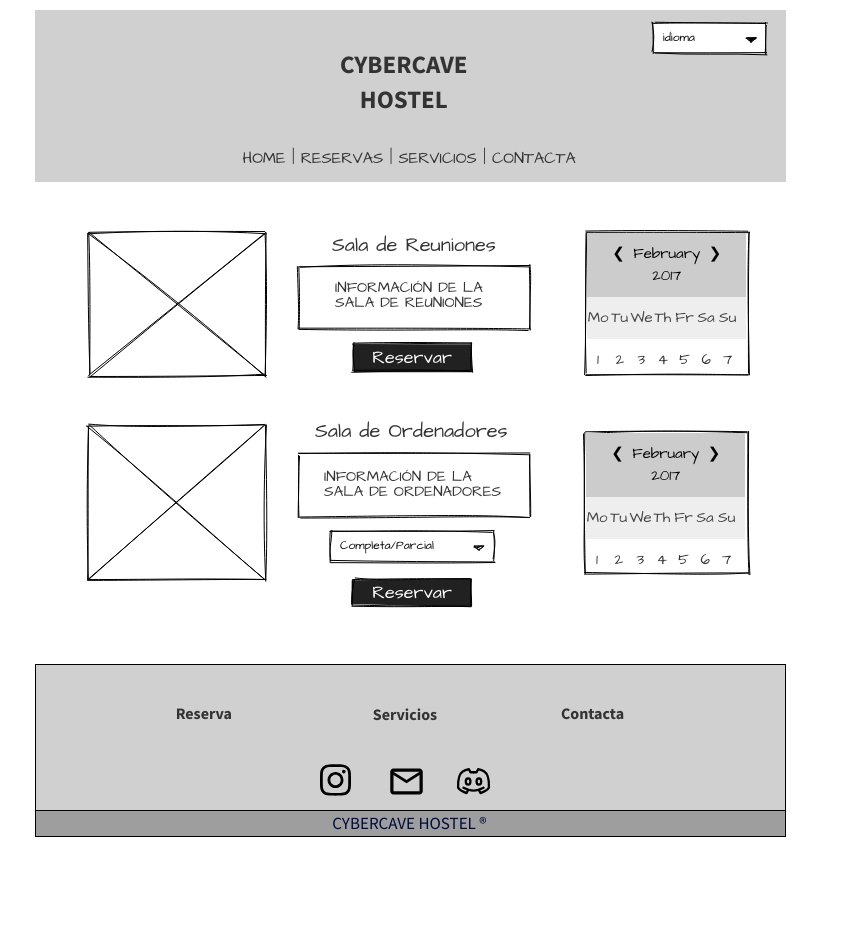 idioma
CYBERCAVE
HOSTEL
HOME | RESERVAS | SERVICIOS | CONTACTA
Sala de Reuniones
INFORMACIÓN DE LA
SALA DE REUNIONES
Reservar
❮ February ❯
2017
Mo Tu We Th Fr Sa Su
1 2 3 4 5 6 7
Sala de Ordenadores
INFORMACIÓN DE LA
SALA DE ORDENADORES
Completa/Parcial
Reservar
❮ February ❯
2017
Mo Tu We Th Fr Sa Su
1 2 3 4 5 6 7
Reserva Servicios Contacta
CYBERCAVE HOSTEL ®